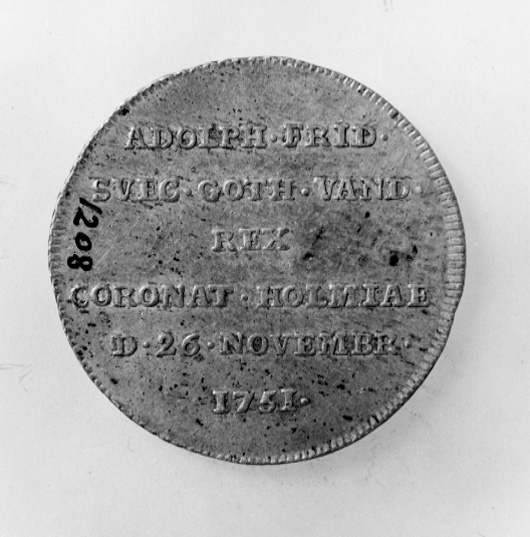 ADOLPH·FRID·
SVEC·GOTH·VAND·
REX
CORONAT·HOLMIAE
D·26·NOVEMBR·
1751·
1208